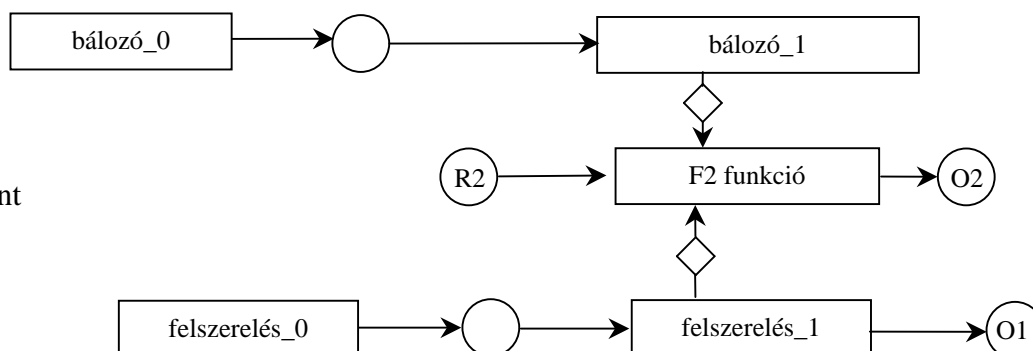 bálozó_0
bálozó_1
R2
F2 funkció
O2
nt
felszerelés_0
felszerelés_1
O1